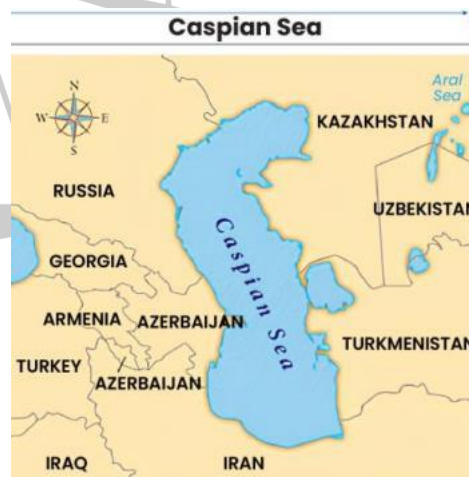 Caspian Sea
N
W E
S
Aral
Sea
KAZAKHSTAN
RUSSIA
UZBEKISTAN
Caspian Sea
GEORGIA
ARMENIA
AZERBAIJAN
TURKEY
TURKMENISTAN
AZERBAIJAN
IRAQ
IRAN